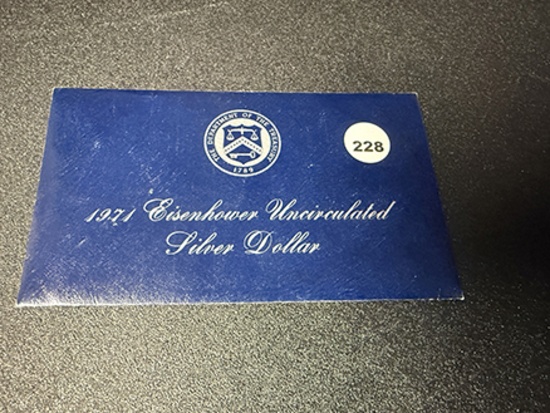 THE DEPARTMENT OF THE TREASURY
1789
228
1971 Eisenhower Uncirculated
Silver Dollar